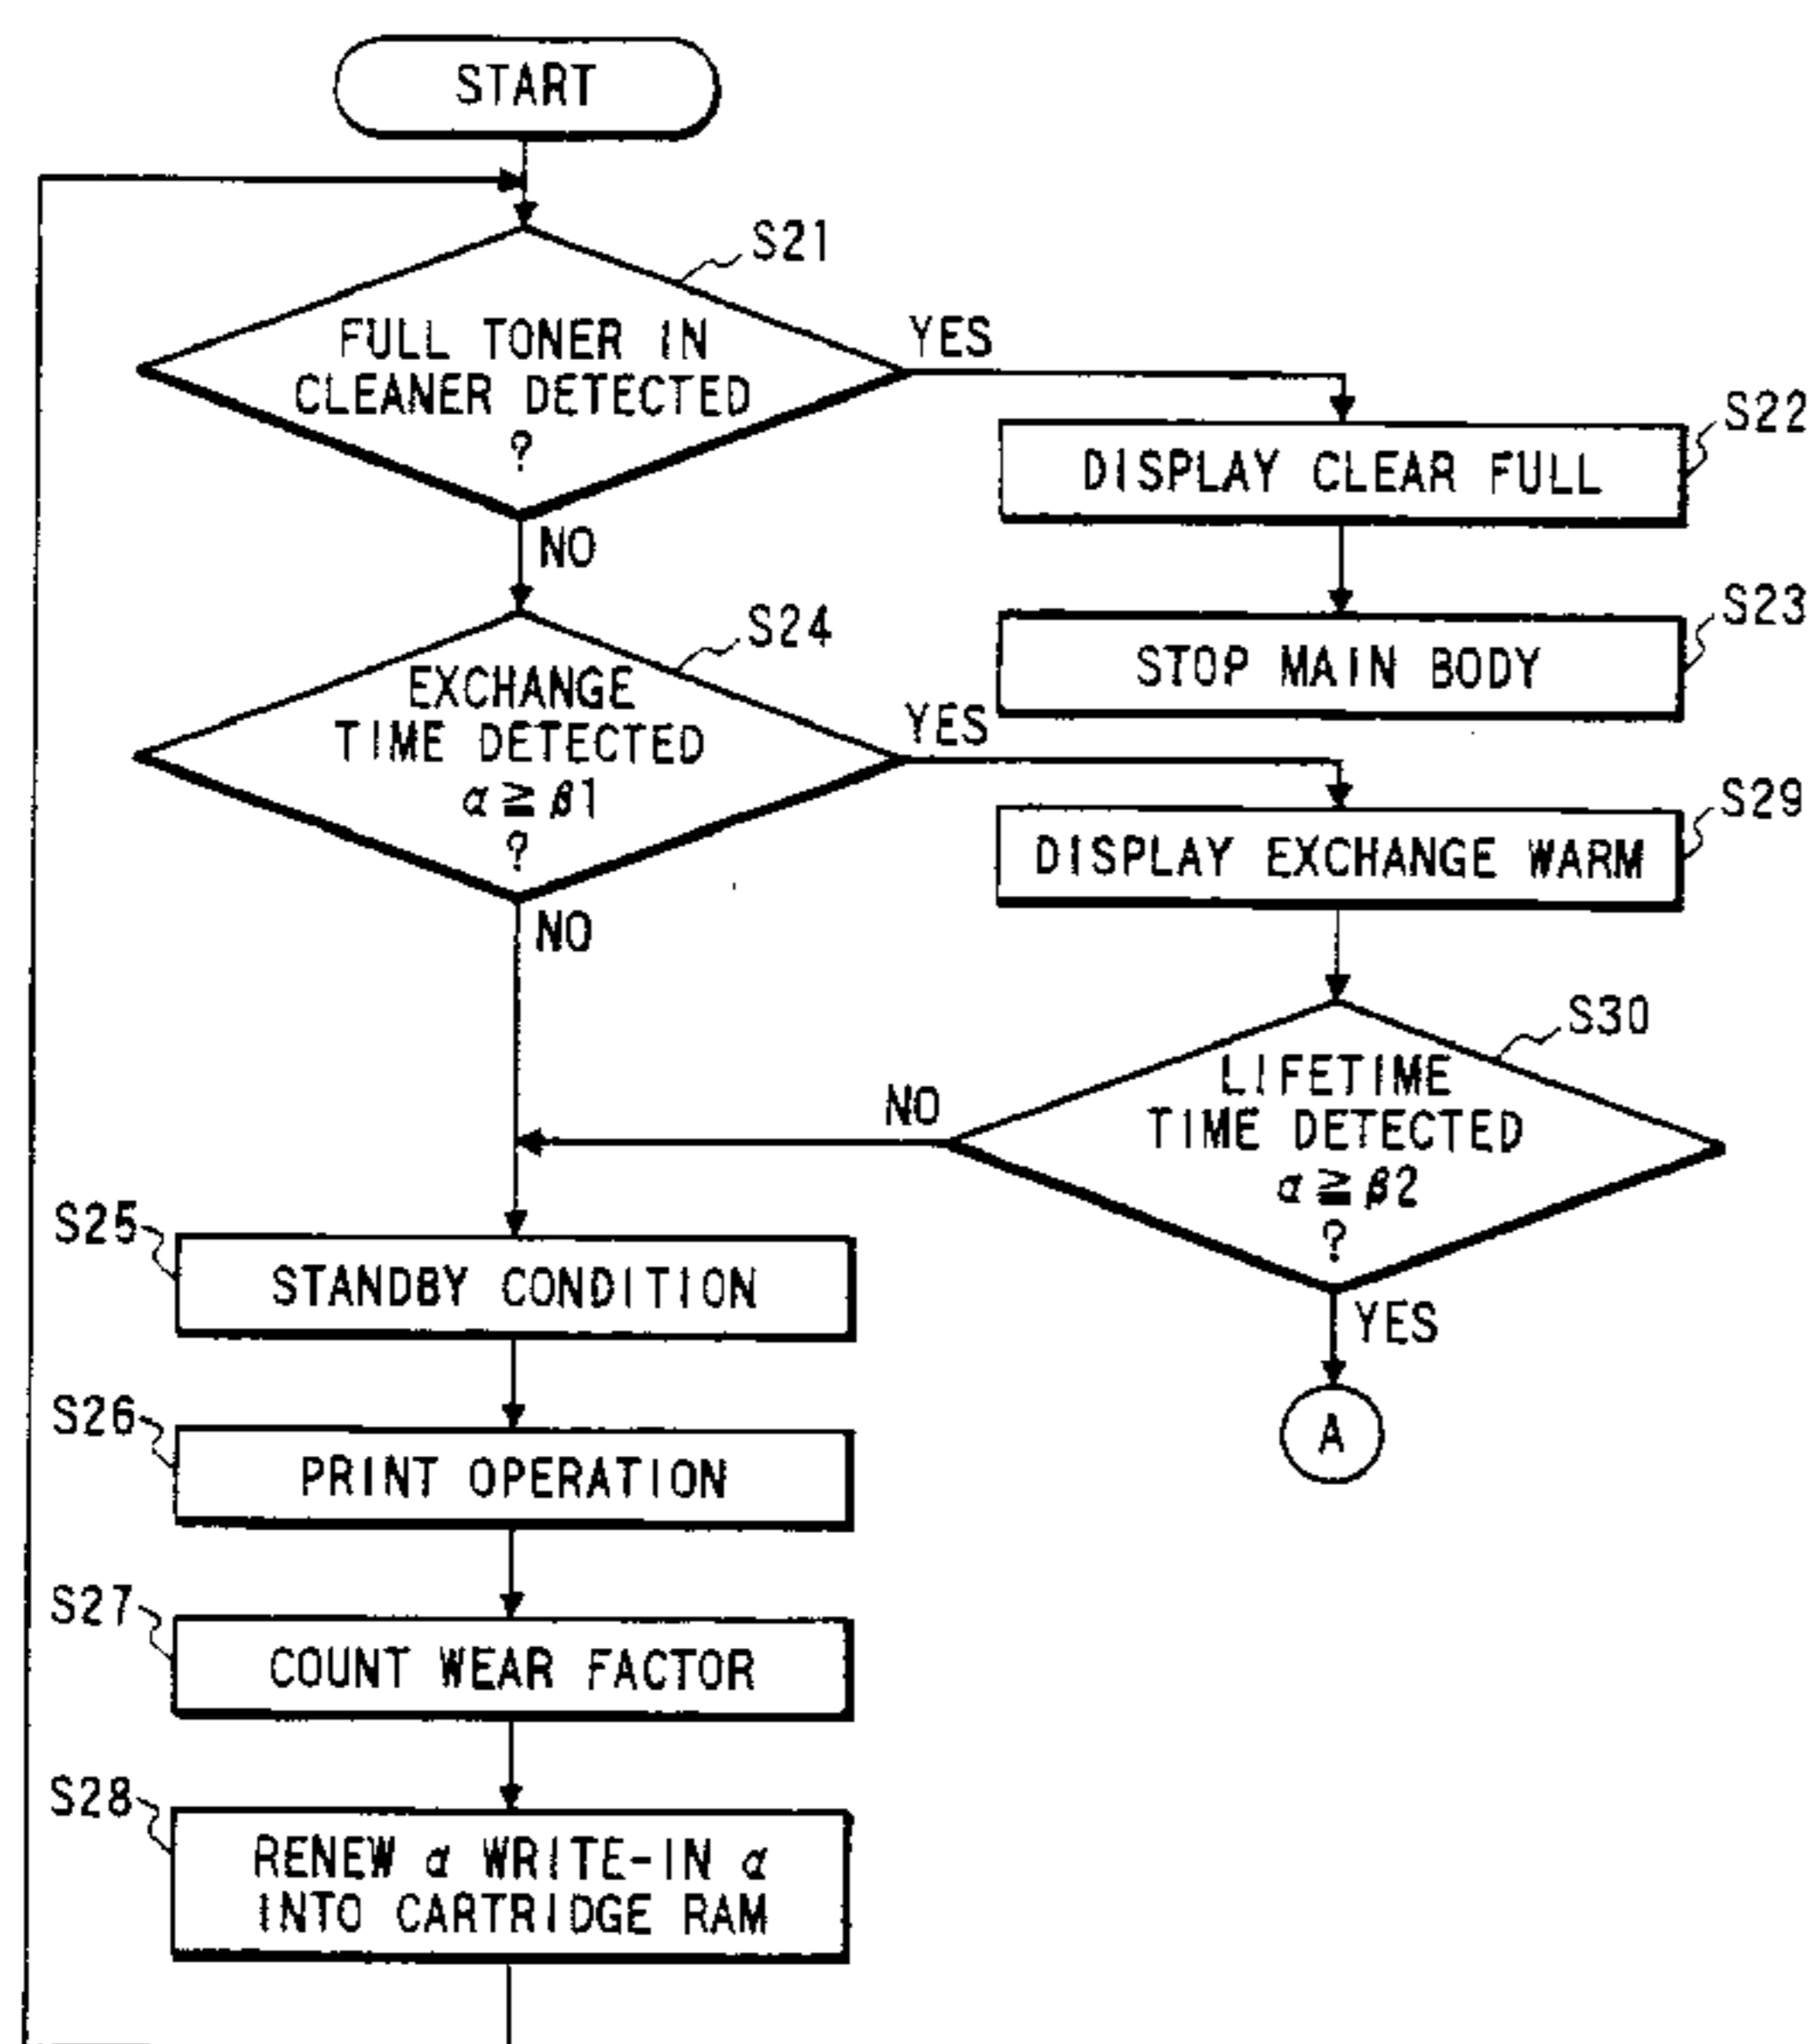 START
S21
FULL TONER IN
CLEANER DETECTED
?
YES
NO
S22
DISPLAY CLEAR FULL
S23
STOP MAIN BODY
S24
EXCHANGE
TIME DETECTED
α ≧ β1
?
YES
NO
S29
DISPLAY EXCHANGE WARM
S30
LIFETIME
TIME DETECTED
α ≧ β2
?
NO
YES
A
S25
STANDBY CONDITION
S26
PRINT OPERATION
S27
COUNT WEAR FACTOR
S28
RENEW α WRITE-IN α
INTO CARTRIDGE RAM